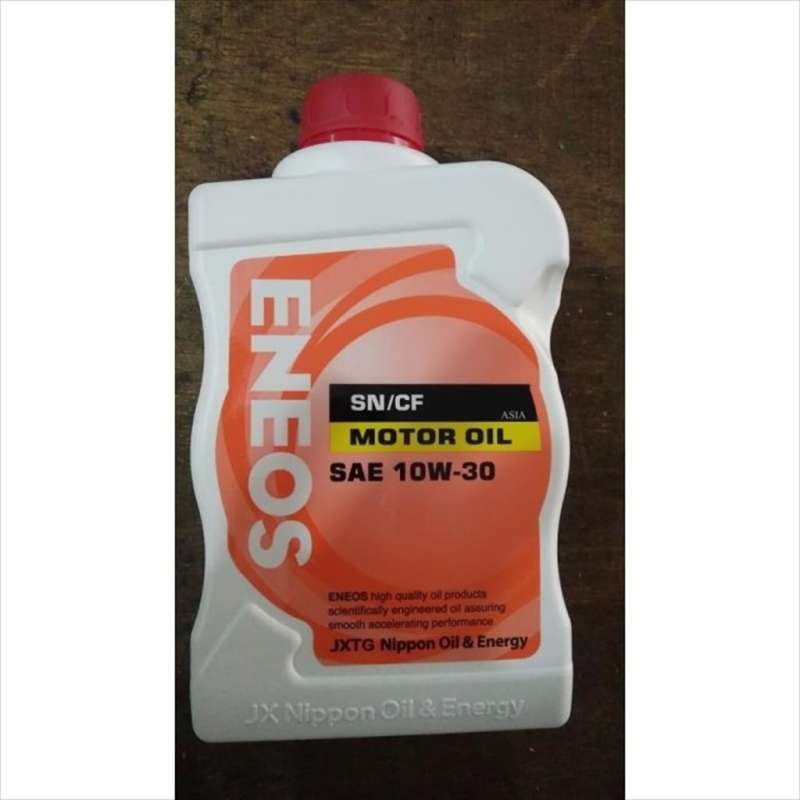 ENEOS
SN/CF
ASIA
MOTOR OIL
SAE 10W-30
ENEOS high quality oil products
scientifically engineered oil assuring
smooth accelerating performance
JXTG Nippon Oil & Energy
JX Nippon Oil & Energy